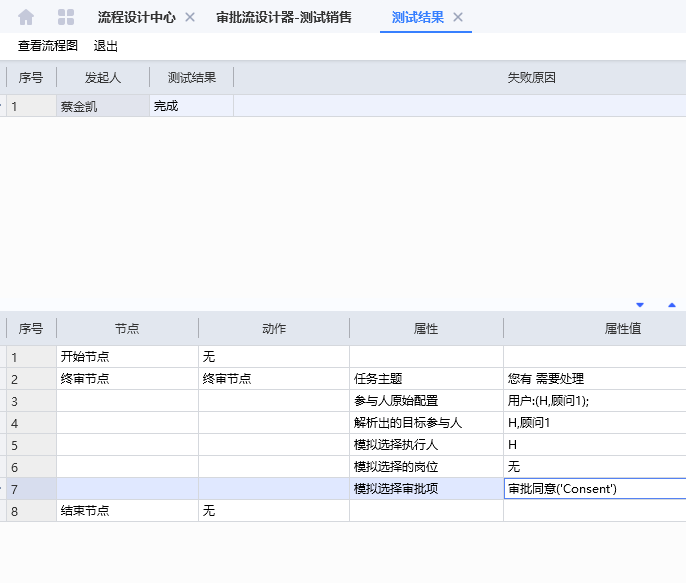 流程设计中心 审批流设计器-测试销售 测试结果
查看流程图 退出
序号 发起人 测试结果 失败原因
1 蔡金凯 完成
序号 节点 动作 属性 属性值
1 开始节点 无
2 终审节点 终审节点 任务主题 您有 需要处理
3 参与人原始配置 用户:(H,顾问1);
4 解析出的目标参与人 H,顾问1
5 模拟选择执行人 H
6 模拟选择的岗位 无
7 模拟选择审批项 审批同意('Consent')
8 结束节点 无